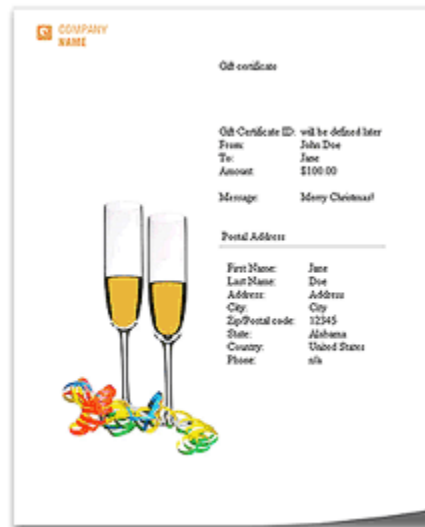 COMPANY
NAME
Gift certificate
Gift Certificate ID: will be defined later
From: John Doe
To: Jane
Amount: $100.00
Message: Merry Christmas!
Postal Address
First Name: Jane
Last Name: Doe
Address: Address
City: City
Zip/Postal code: 12345
State: Alabama
Country: United States
Phone: n/a